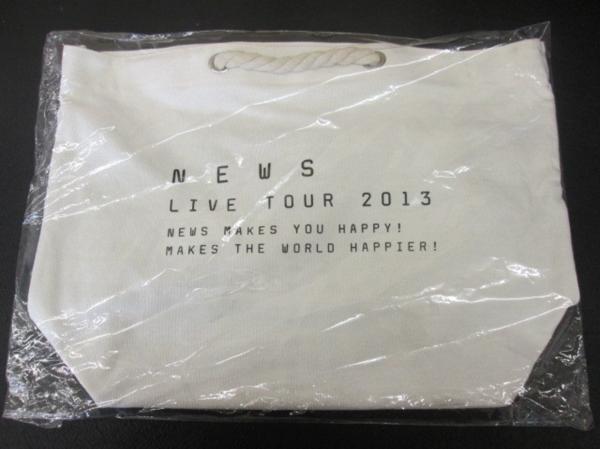 NEWS
LIVE TOUR 2013
NEWS MAKES YOU HAPPY!
MAKES THE WORLD HAPPIER!